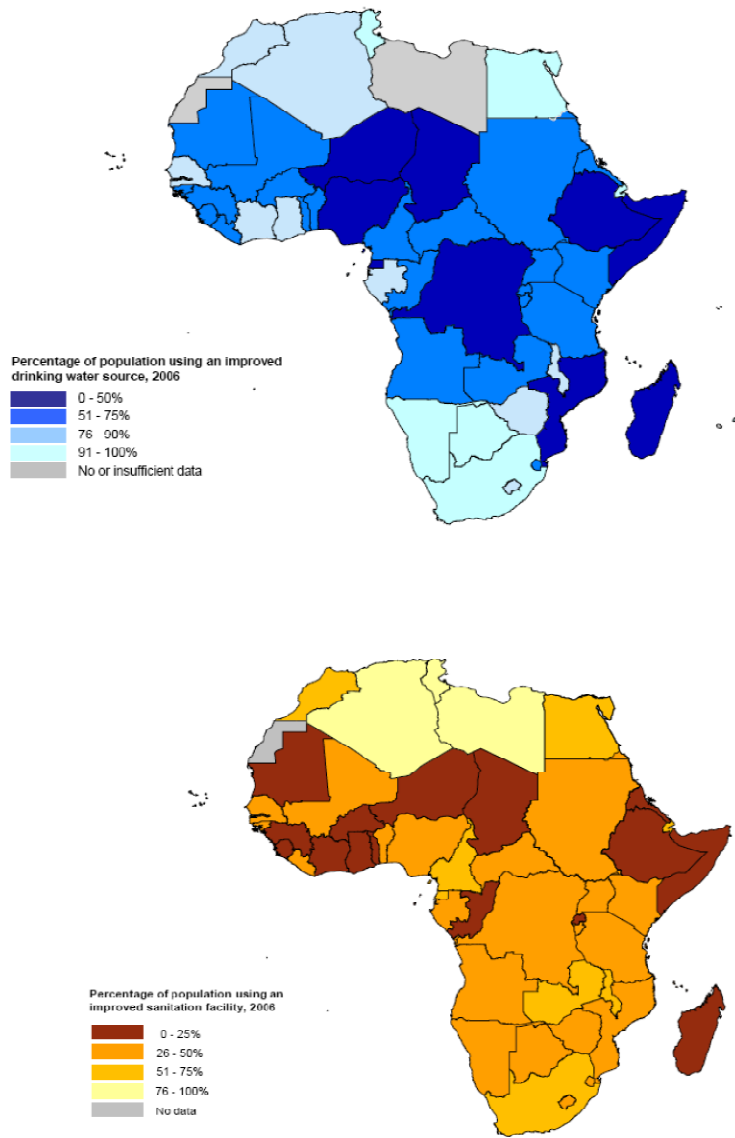 Percentage of population using an improved
drinking water source, 2006
0 - 50%
51 - 75%
76 - 90%
91 - 100%
No or insufficient data
Percentage of population using an
improved sanitation facility, 2006
0 - 25%
26 - 50%
51 - 75%
76 - 100%
No data